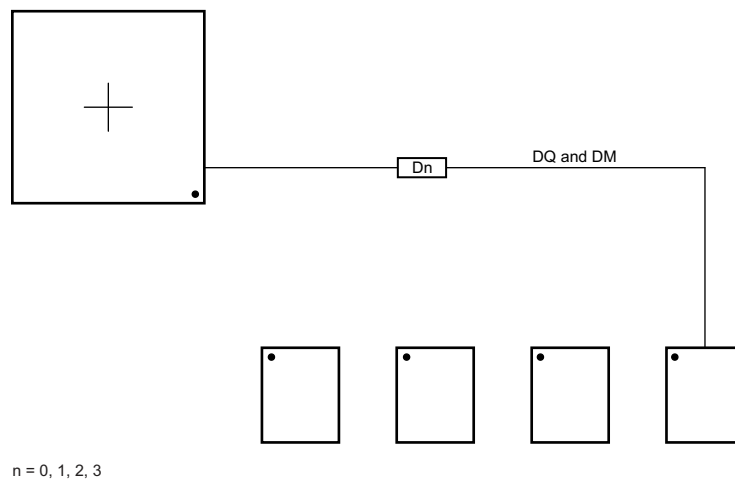 DQ and DM
Dn
n = 0, 1, 2, 3